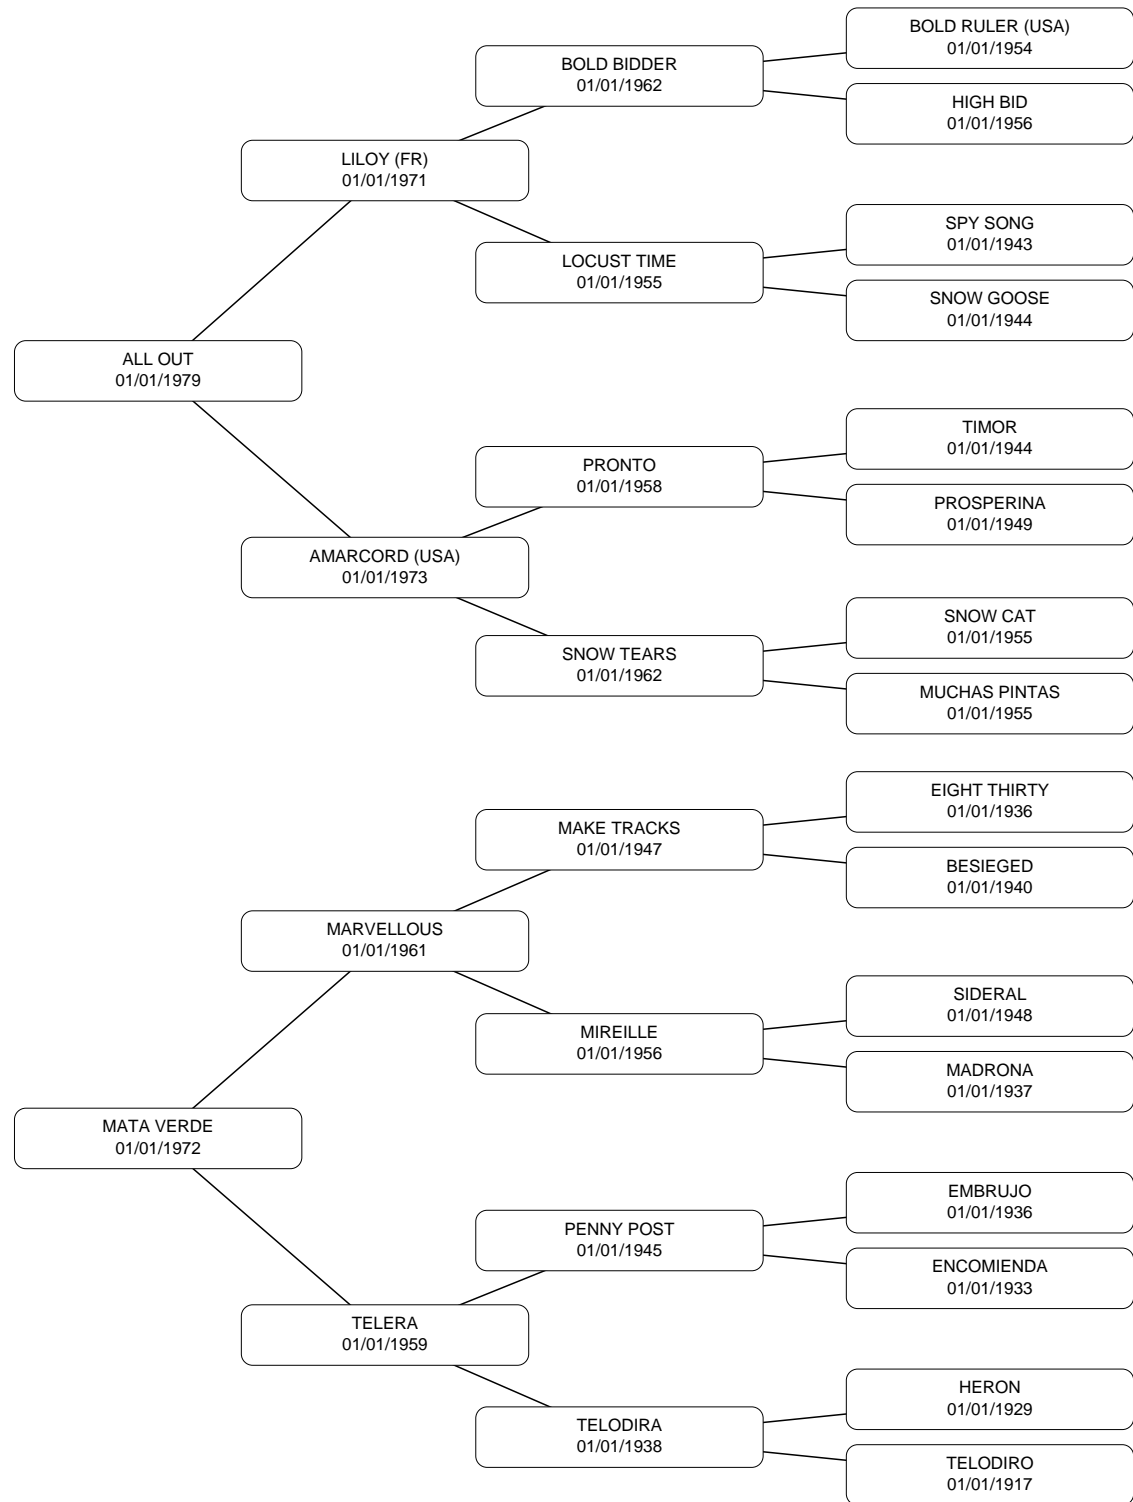 BOLD RULER (USA)
01/01/1954
BOLD BIDDER
01/01/1962
HIGH BID
01/01/1956
LILOY (FR)
01/01/1971
SPY SONG
01/01/1943
LOCUST TIME
01/01/1955
SNOW GOOSE
01/01/1944
ALL OUT
01/01/1979
TIMOR
01/01/1944
PRONTO
01/01/1958
PROSPERINA
01/01/1949
AMARCORD (USA)
01/01/1973
SNOW CAT
01/01/1955
SNOW TEARS
01/01/1962
MUCHAS PINTAS
01/01/1955
EIGHT THIRTY
01/01/1936
MAKE TRACKS
01/01/1947
BESIEGED
01/01/1940
MARVELLOUS
01/01/1961
SIDERAL
01/01/1948
MIREILLE
01/01/1956
MADRONA
01/01/1937
MATA VERDE
01/01/1972
EMBRUJO
01/01/1936
PENNY POST
01/01/1945
ENCOMIENDA
01/01/1933
TELERA
01/01/1959
HERON
01/01/1929
TELODIRA
01/01/1938
TELODIRO
01/01/1917